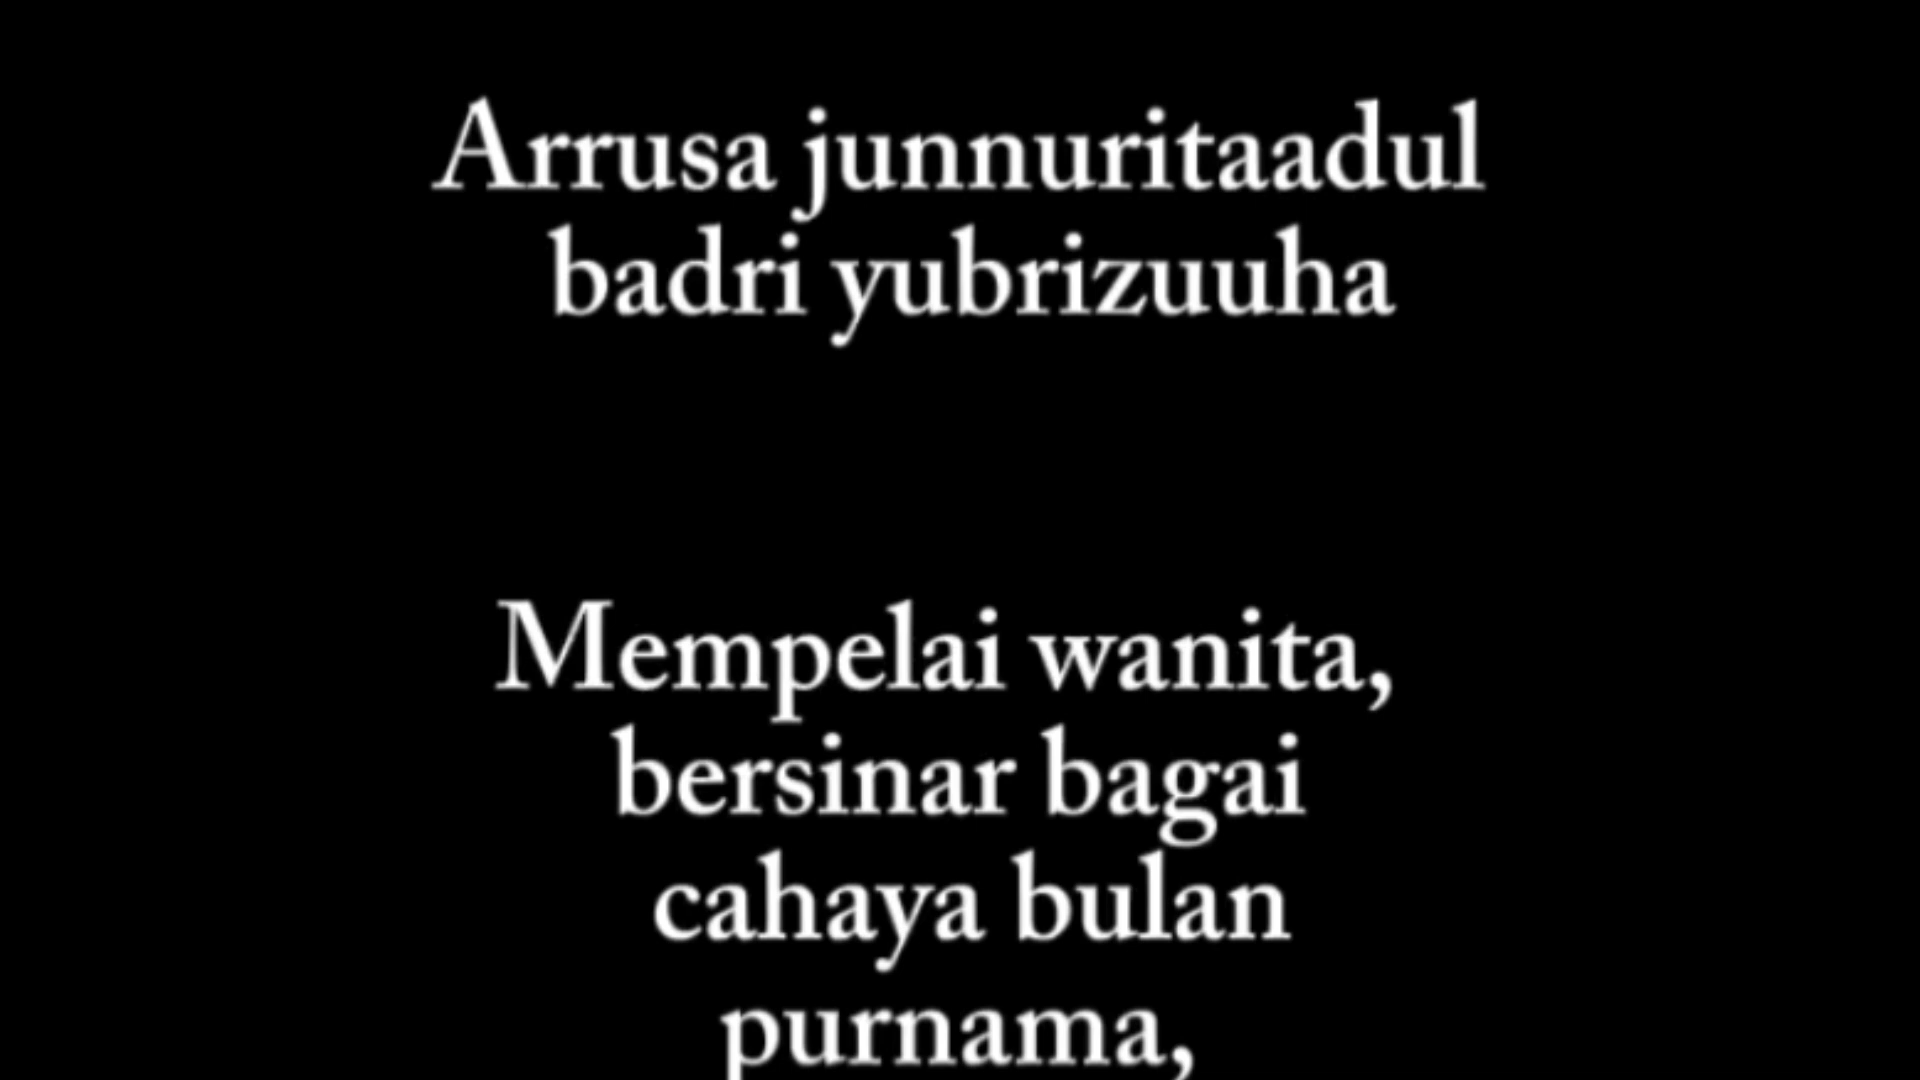 Arrusa junnuritaadul
badri yubrizuuha
Mempelai wanita,
bersinar bagai
cahaya bulan
purnama,